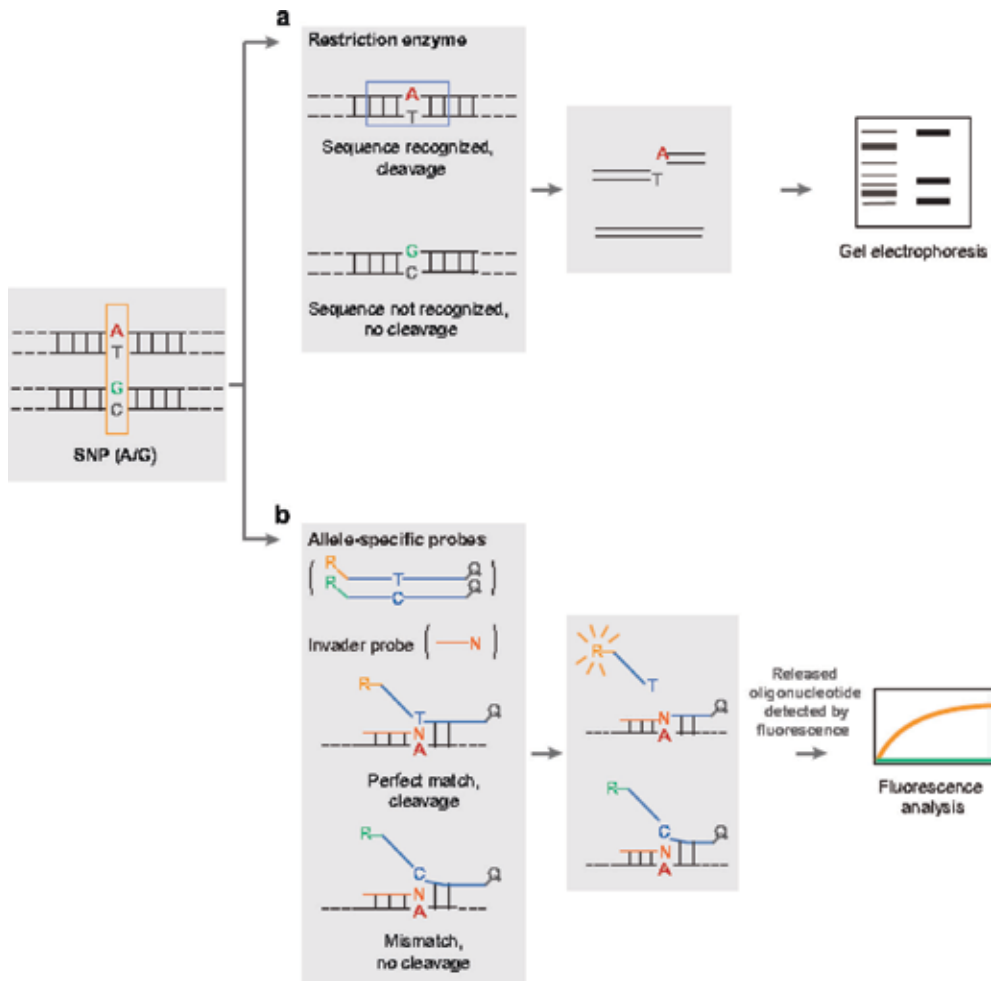 a
Restriction enzyme
A
T
Sequence recognized,
cleavage
G
C
Sequence not recognized,
no cleavage
A
T
Gel electrophoresis
A
T
G
C
SNP (A/G)
b
Allele-specific probes
R
T
Q
R
C
Q
Invader probe ( N )
R
T
Q
N
A
Perfect match,
cleavage
R
C
Q
N
A
Mismatch,
no cleavage
R
T
Q
N
A
R
C
Q
N
A
Released
oligonucleotide
detected by
fluorescence
Fluorescence
analysis